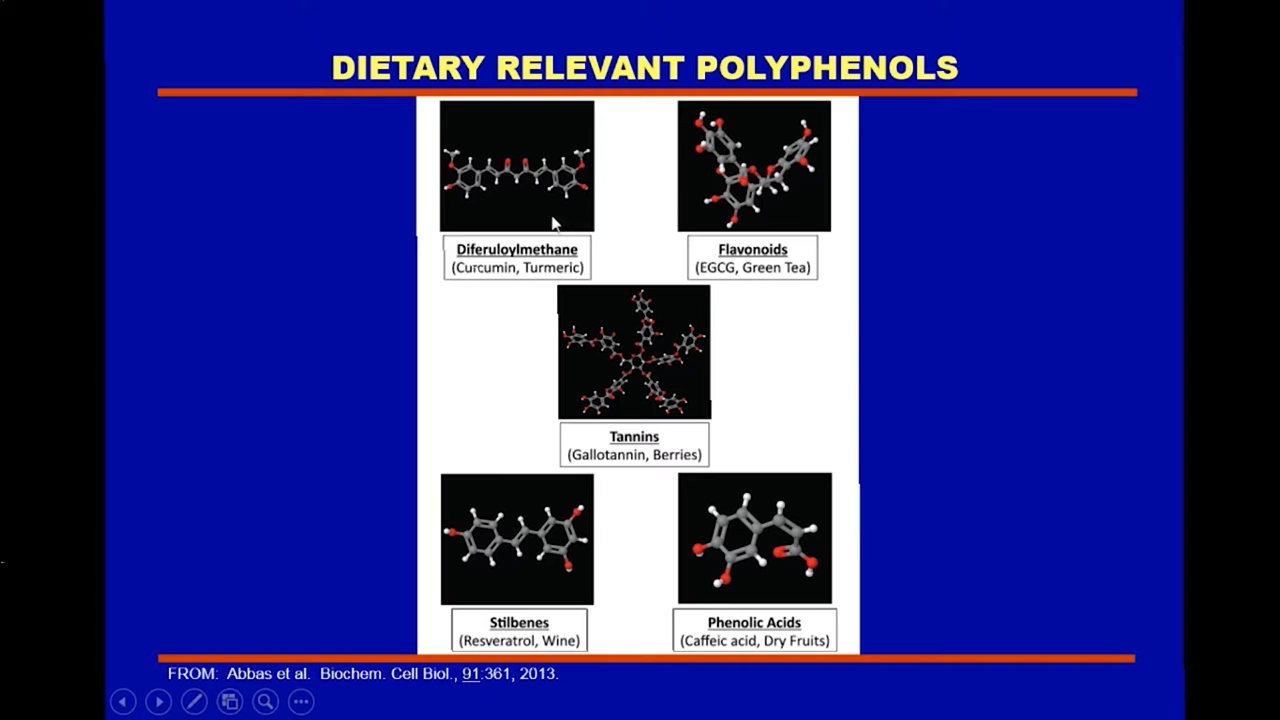 DIETARY RELEVANT POLYPHENOLS
Diferuloylmethane
(Curcumin, Turmeric)
Flavonoids
(EGCG, Green Tea)
Tannins
(Gallotannin, Berries)
Stilbenes
(Resveratrol, Wine)
Phenolic Acids
(Caffeic acid, Dry Fruits)
FROM: Abbas et al. Biochem. Cell Biol., 91:361, 2013.